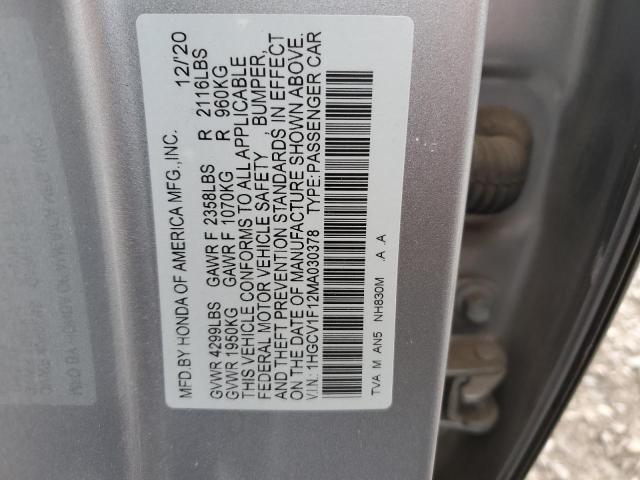 MFD BY HONDA OF AMERICA MFG.,INC. 12/'20
GVWR 4299LBS GAWR F 2358LBS R 2116LBS
GVWR 1950KG GAWR F 1070KG R 960KG
THIS VEHICLE CONFORMS TO ALL APPLICABLE
FEDERAL MOTOR VEHICLE SAFETY, BUMPER,
AND THEFT PREVENTION STANDARDS IN EFFECT
ON THE DATE OF MANUFACTURE SHOWN ABOVE.
V.I.N.: 1HGCV1F12MA030378 TYPE:PASSENGER CAR
TVA M AN5 NH830M .A .A